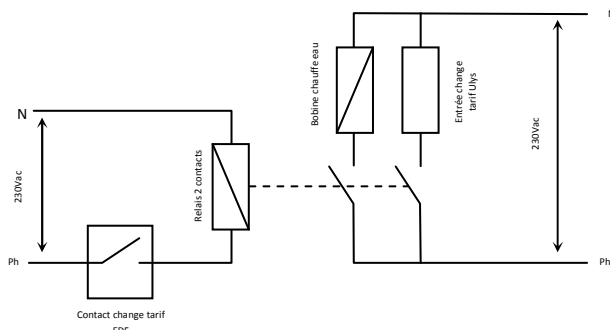 N
230Vac
Ph
Contact change tarif
EDF
Relais 2 contacts
Bobine chauffe eau
Entrée change
tarif Ulys
230Vac
Ph